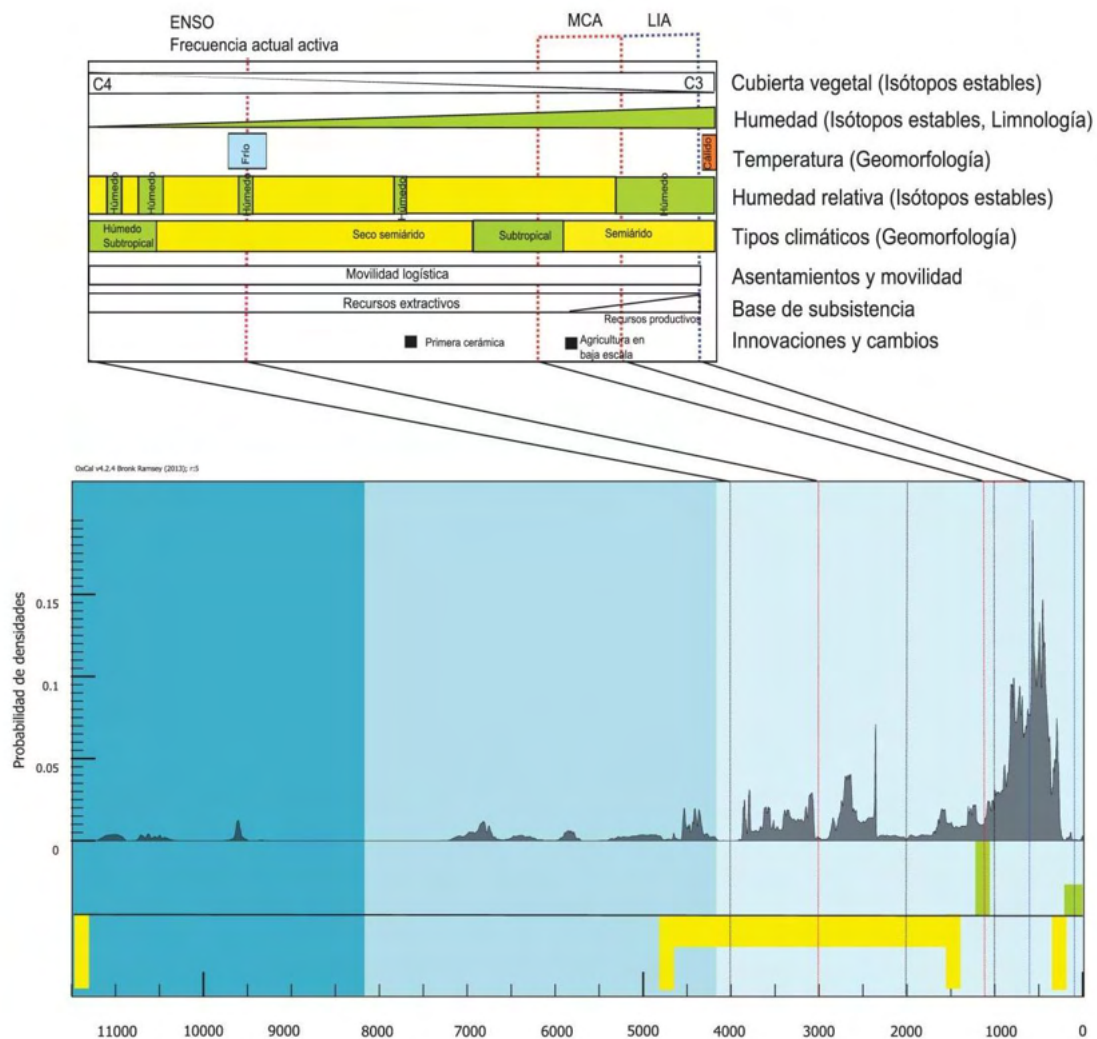 ENSO
Frecuencia actual activa
MCA
LIA
C4
C3
Cubierta vegetal (Isótopos estables)
Humedad (Isótopos estables, Limnología)
Frío
Cálido
Temperatura (Geomorfología)
Húmedo
Húmedo
Húmedo
Húmedo
Húmedo
Humedad relativa (Isótopos estables)
Húmedo
Subtropical
Seco semiárido
Subtropical
Semiárido
Tipos climáticos (Geomorfología)
Movilidad logística
Asentamientos y movilidad
Recursos extractivos
Recursos productivos
Base de subsistencia
Primera cerámica
Agricultura en
baja escala
Innovaciones y cambios
OxCal v4.2.4 Bronk Ramsey (2013); r:5
Probabilidad de densidades
0.15
0.1
0.05
0
11000
10000
9000
8000
7000
6000
5000
4000
3000
2000
1000
0